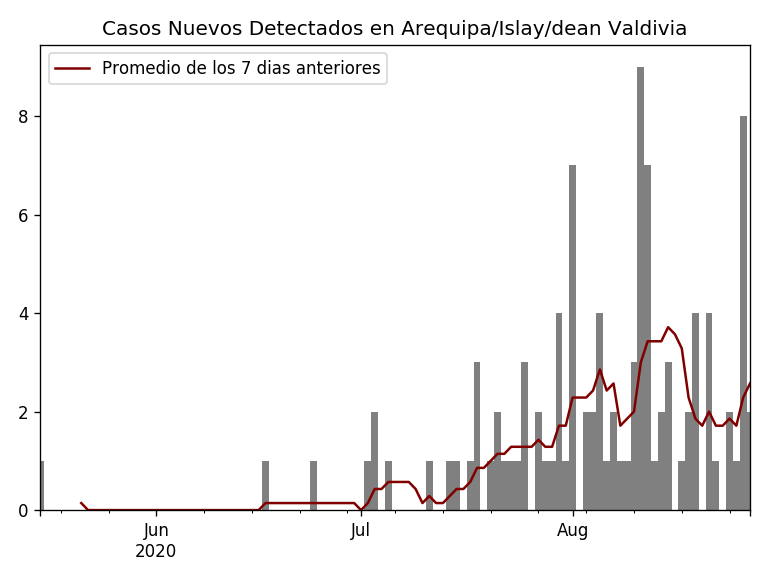 Casos Nuevos Detectados en Arequipa/Islay/dean Valdivia
Promedio de los 7 dias anteriores
8
6
4
2
0
Jun
2020
Jul
Aug